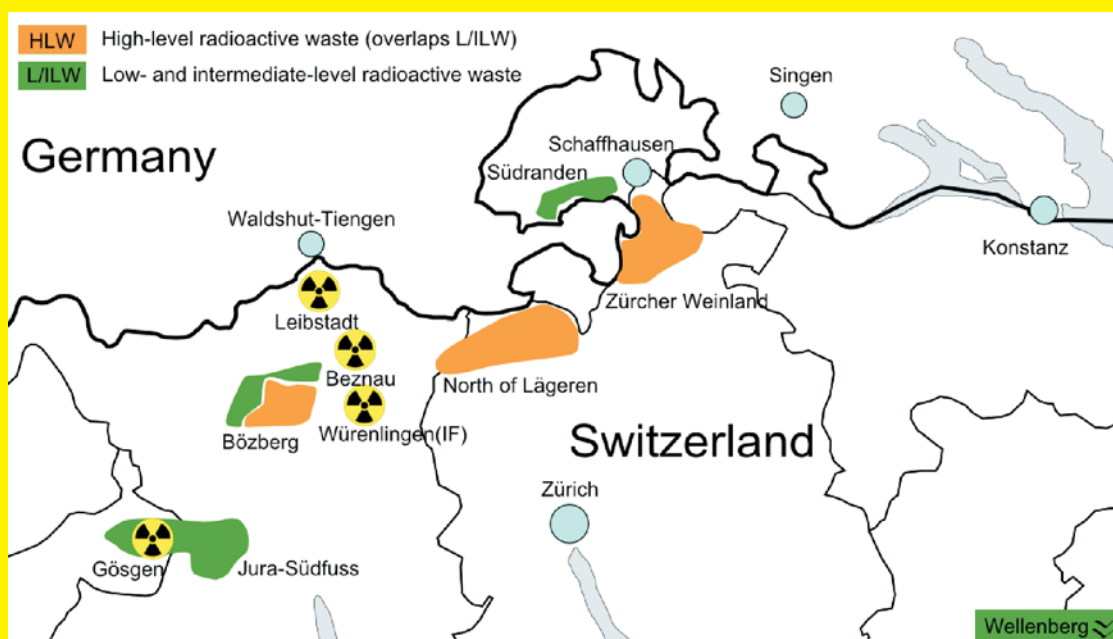 HLW High-level radioactive waste (overlaps L/ILW)
L/ILW Low- and intermediate-level radioactive waste
Singen
Germany
Schaffhausen
Südranden
Waldshut-Tiengen
Konstanz
Leibstadt
Zürcher Weinland
Beznau
North of Lägeren
Bözberg
Würenlingen(IF)
Switzerland
Zürich
Gösgen
Jura-Südfuss
Wellenberg